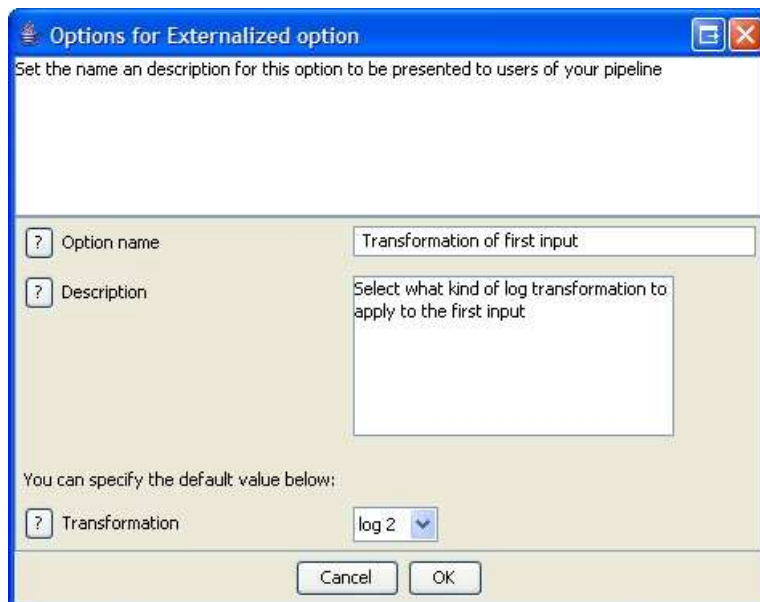 Options for Externalized option
Set the name an description for this option to be presented to users of your pipeline
? Option name
Transformation of first input
? Description
Select what kind of log transformation to
apply to the first input
You can specify the default value below:
? Transformation
log 2
Cancel OK